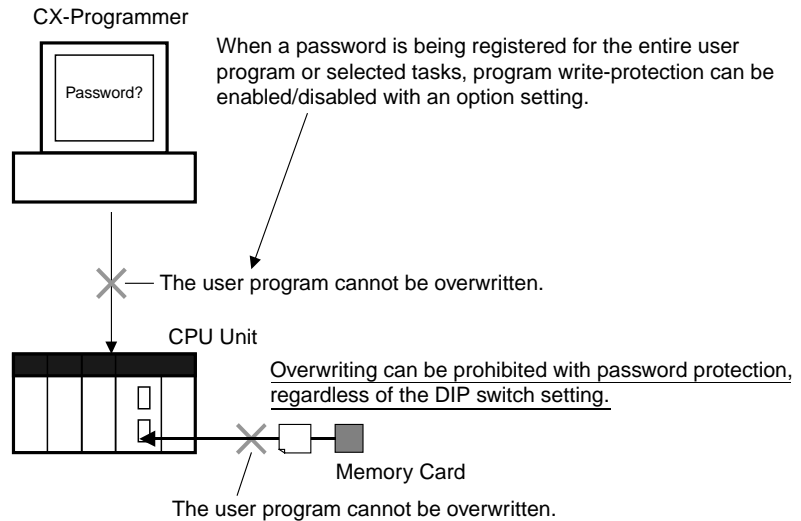 CX-Programmer
When a password is being registered for the entire user
program or selected tasks, program write-protection can be
enabled/disabled with an option setting.
Password?
The user program cannot be overwritten.
CPU Unit
Overwriting can be prohibited with password protection,
regardless of the DIP switch setting.
Memory Card
The user program cannot be overwritten.